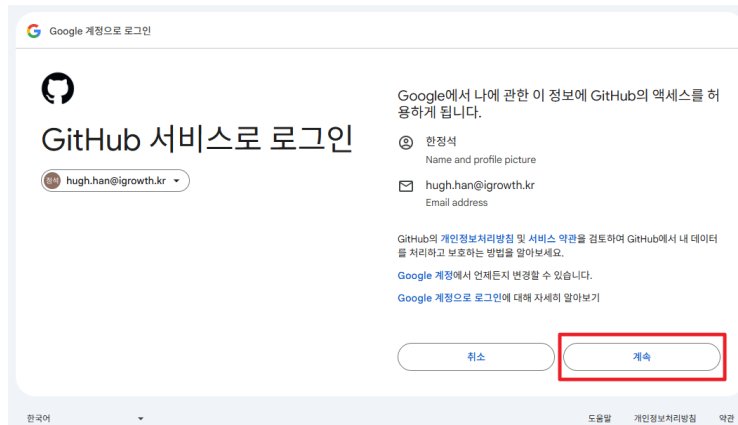 Google 계정으로 로그인
GitHub 서비스로 로그인
정석 hugh.han@igrowth.kr
Google에서 나에 관한 이 정보에 GitHub의 액세스를 허
용하게 됩니다.
한정석
Name and profile picture
hugh.han@igrowth.kr
Email address
GitHub의 개인정보처리방침 및 서비스 약관을 검토하여 GitHub에서 내 데이터
를 처리하고 보호하는 방법을 알아보세요.
Google 계정에서 언제든지 변경할 수 있습니다.
Google 계정으로 로그인에 대해 자세히 알아보기
취소 계속
한국어 도움말 개인정보처리방침 약관